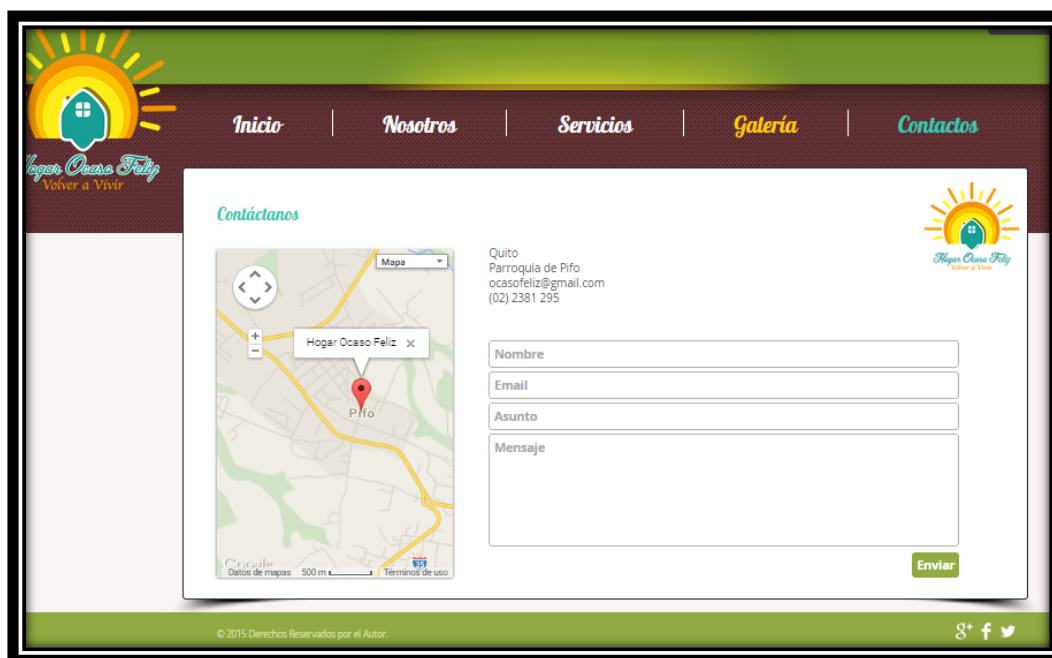 Inicio
Nosotros
Servicios
Galería
Contactos
Hogar Ocaso Feliz
Volver a Vivir
Contáctanos
Hogar Ocaso Feliz
Volver a Vivir
Quito
Parroquia de Pifo
ocasofeliz@gmail.com
(02) 2381 295
Mapa
+
−
Hogar Ocaso Feliz ×
Pifo
Google
35
Datos de mapas 500 m Términos de uso
Nombre
Email
Asunto
Mensaje
Enviar
© 2015 Derechos Reservados por el Autor.